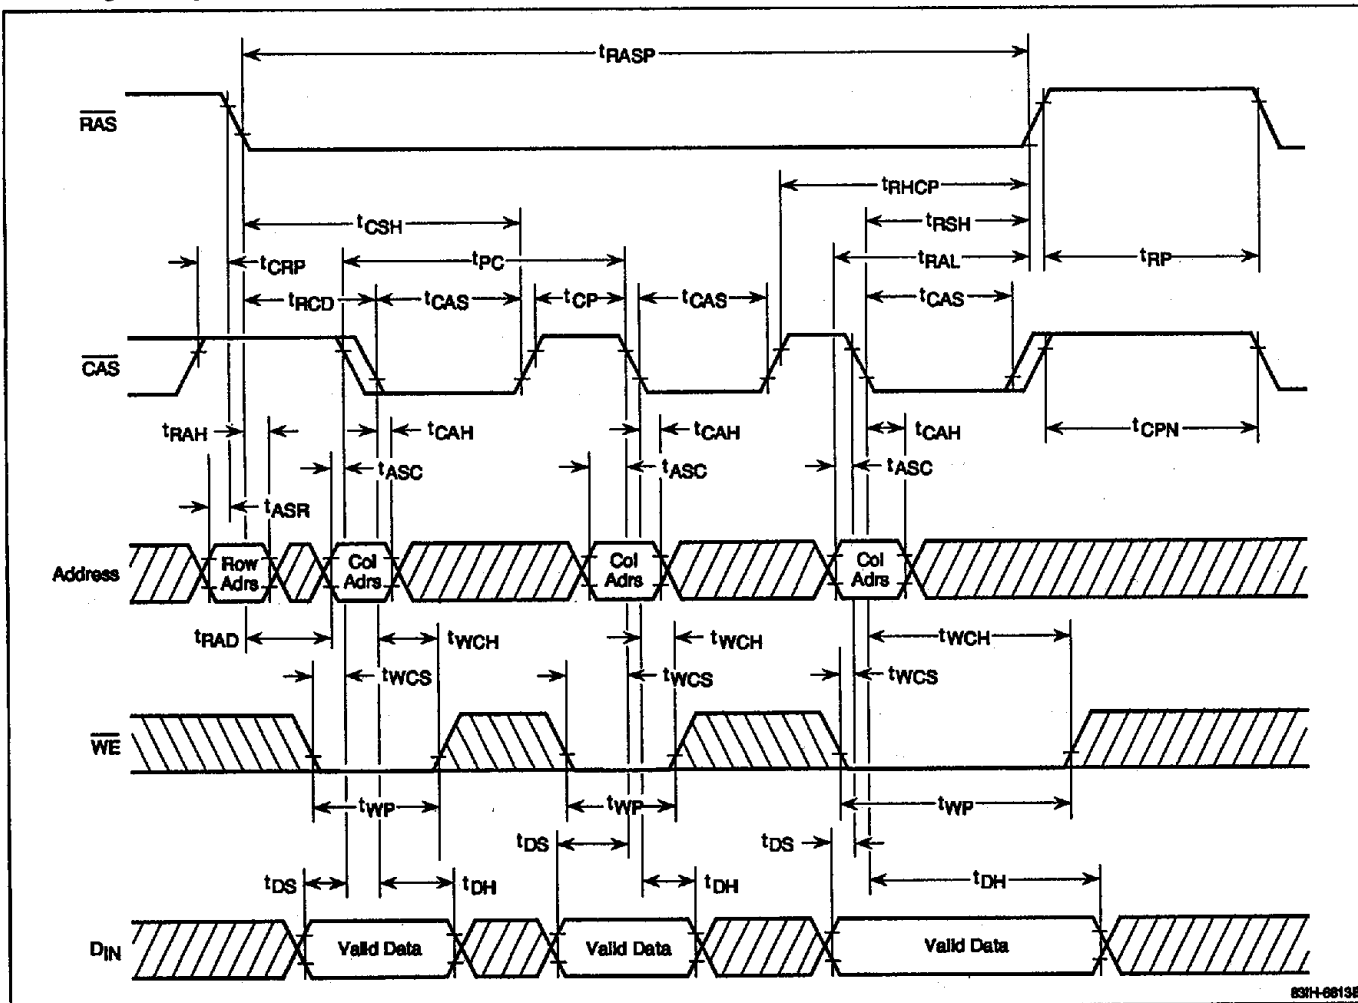 tRASP
RAS
tRHCP
tCSH
tRSH
tCRP
tPC
tRAL
tRP
tRCD
tCAS
tCP
tCAS
tCAS
CAS
tRAH
tCAH
tCAH
tCAH
tCPN
tASC
tASC
tASC
tASR
Address
Row Adrs
Col Adrs
Col Adrs
Col Adrs
tRAD
tWCH
tWCH
tWCH
tWCS
tWCS
tWCS
WE
tWP
tWP
tWP
tDS
tDS
tDS
tDH
tDH
tDH
DIN
Valid Data
Valid Data
Valid Data